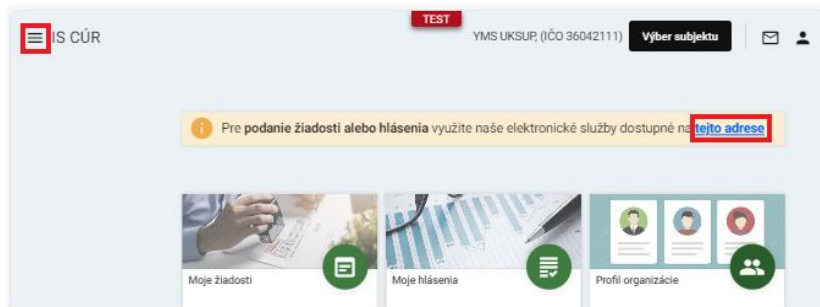 TEST
IS CÚR
YMS UKSUP, (IČO 36042111) Výber subjektu
Pre podanie žiadosti alebo hlásenia využite naše elektronické služby dostupné na tejto adrese
Moje žiadosti
Moje hlásenia
Profil organizácie